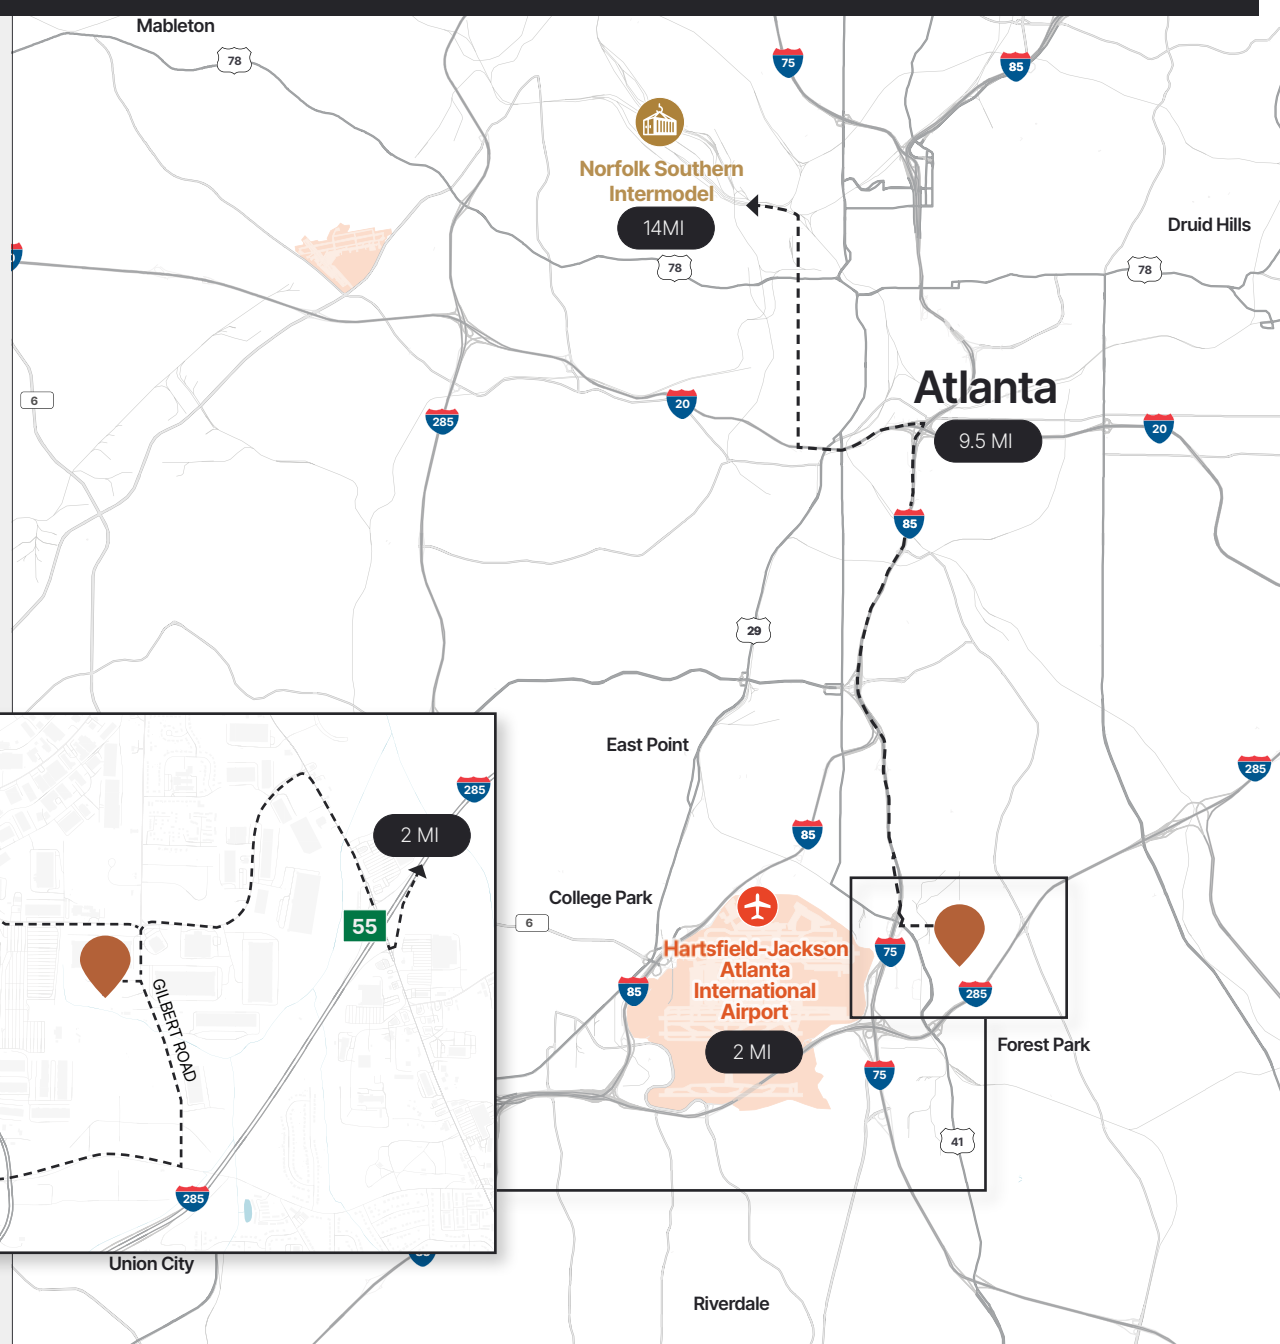 Mableton
78
75
85
Norfolk Southern
Intermodel
14MI
Druid Hills
78
78
6
20
285
Atlanta
9.5 MI
20
85
29
East Point
285
285
2 MI
85
College Park
6
55
Hartsfield-Jackson
Atlanta
International
Airport
2 MI
75
85
285
GILBERT ROAD
Forest Park
75
41
285
Union City
Riverdale